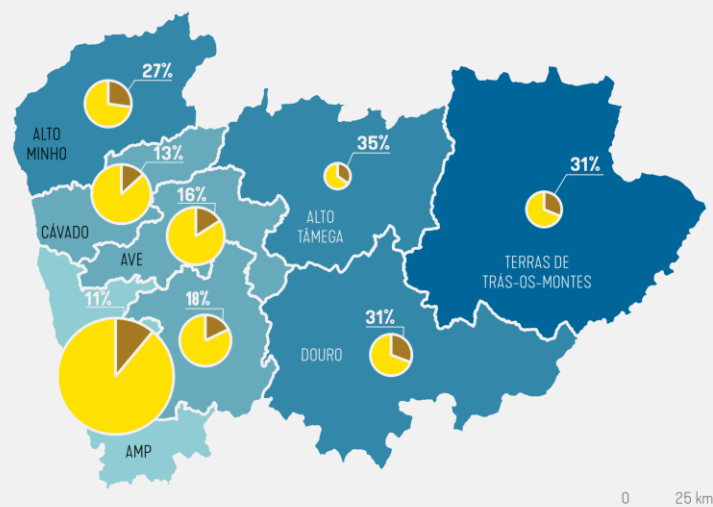 27%
ALTO
MINHO
13%
35%
31%
16%
CÁVADO
ALTO
TÂMEGA
AVE
TERRAS DE
TRÁS-OS-MONTES
11%
18%
31%
DOURO
AMP
0 25 km